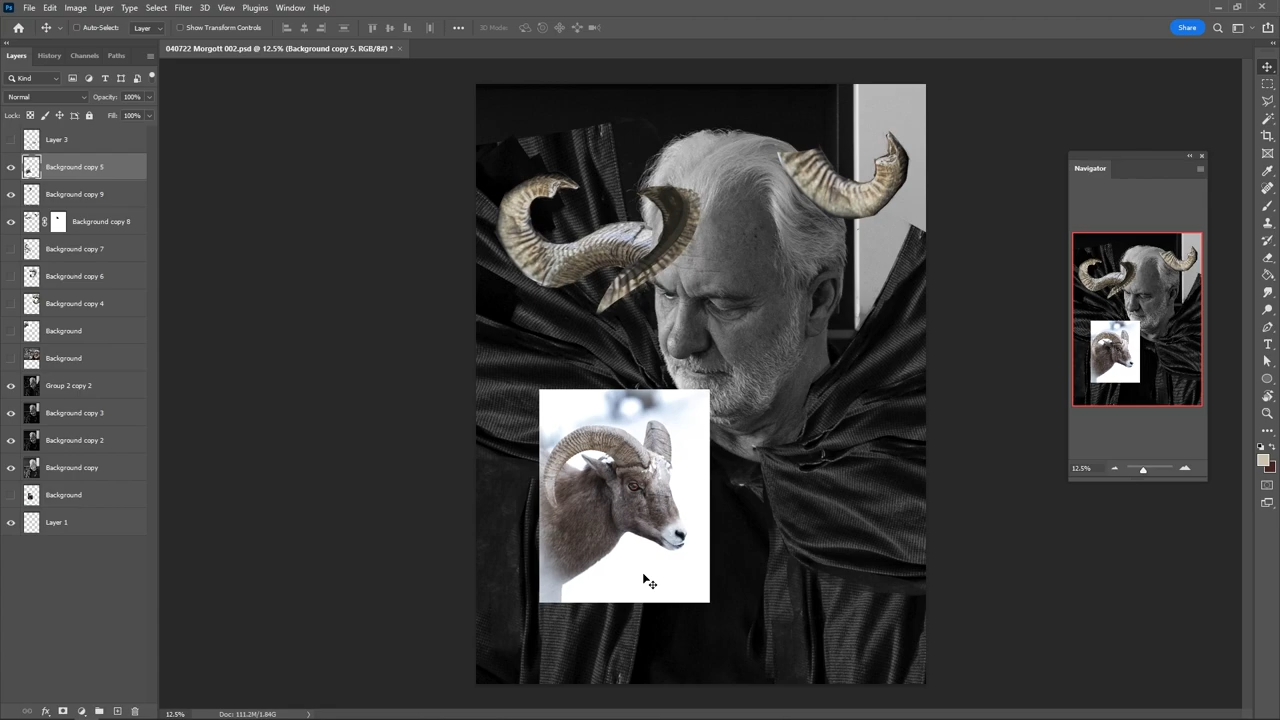 Ps File Edit Image Layer Type Select Filter 3D View Plugins Window Help
Auto-Select: Layer Show Transform Controls 3D Mode: Share
040722 Morgott 002.psd @ 12.5% (Background copy 5, RGB/8#) *
Layers History Channels Paths
Kind
Normal Opacity: 100%
Lock: Fill: 100%
Layer 3
Background copy 5
Background copy 9
Background copy 8
Background copy 7
Background copy 6
Background copy 4
Background
Background
Group 2 copy 2
Background copy 3
Background copy 2
Background copy
Background
Layer 1
fx
12.5% Doc: 111.2M/1.84G
Navigator
12.5%